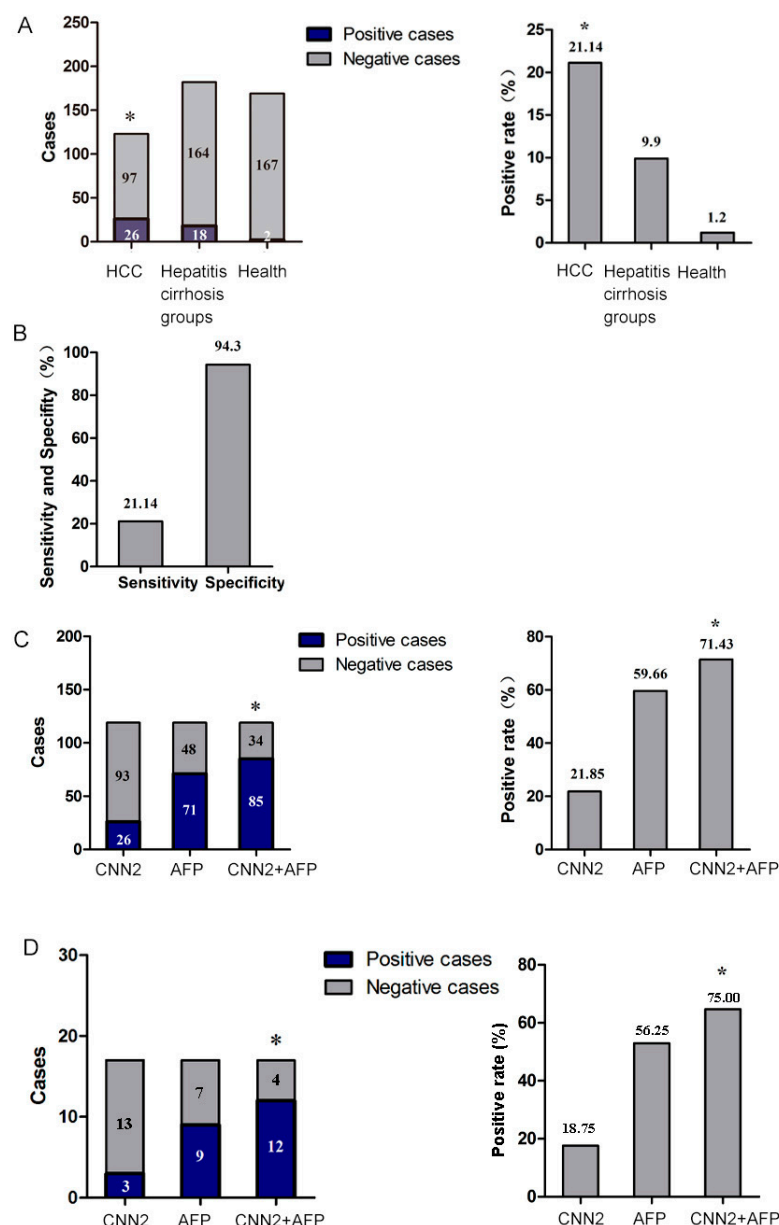 A
Cases
250
200
150
100
50
0
Positive cases
Negative cases
*
97
26
164
18
167
2
HCC
Hepatitis
cirrhosis
groups
Health
Positive rate (%)
25
20
15
10
5
0
*
21.14
9.9
1.2
HCC
Hepatitis
cirrhosis
groups
Health
B
Sensitivity and Specifity (%)
100
80
60
40
20
0
21.14
94.3
Sensitivity
Specificity
C
Cases
200
150
100
50
0
Positive cases
Negative cases
*
93
26
48
71
34
85
CNN2
AFP
CNN2+AFP
Positive rate (%)
80
60
40
20
0
21.85
59.66
*
71.43
CNN2
AFP
CNN2+AFP
D
Cases
30
20
10
0
Positive cases
Negative cases
*
13
3
7
9
4
12
CNN2
AFP
CNN2+AFP
Positive rate (%)
80
60
40
20
0
18.75
56.25
*
75.00
CNN2
AFP
CNN2+AFP